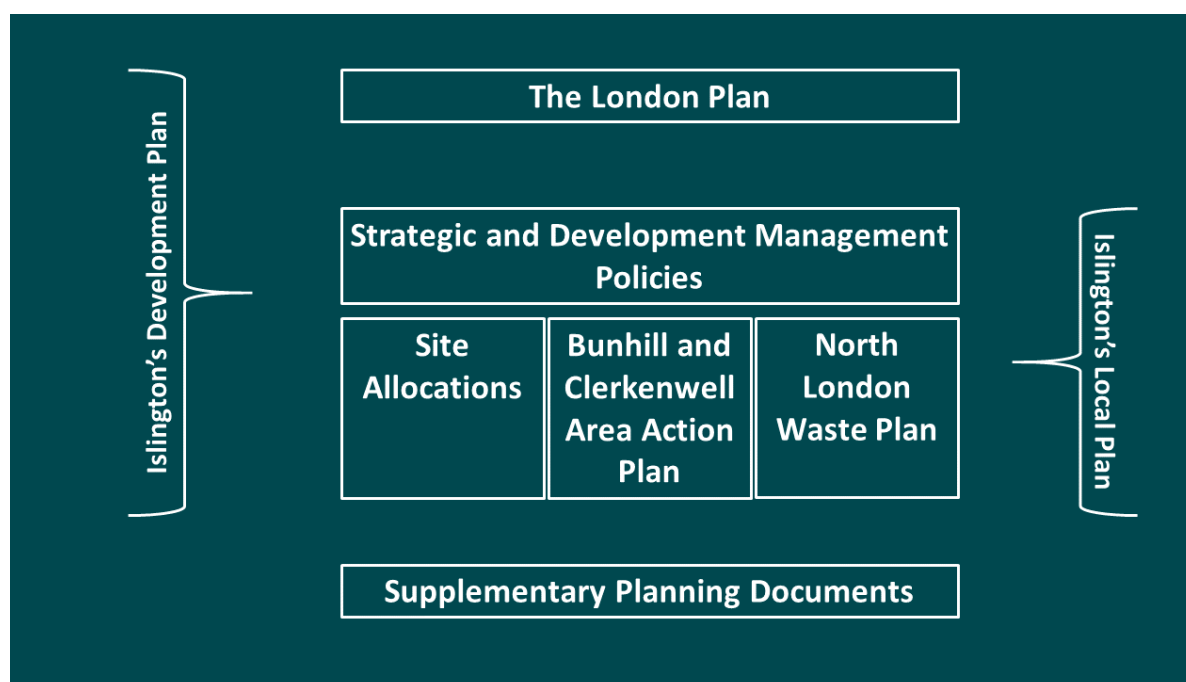 The London Plan
Islington's Development Plan
Strategic and Development Management
Policies
Islington's Local Plan
Site
Allocations
Bunhill and
Clerkenwell
Area Action
Plan
North
London
Waste Plan
Supplementary Planning Documents